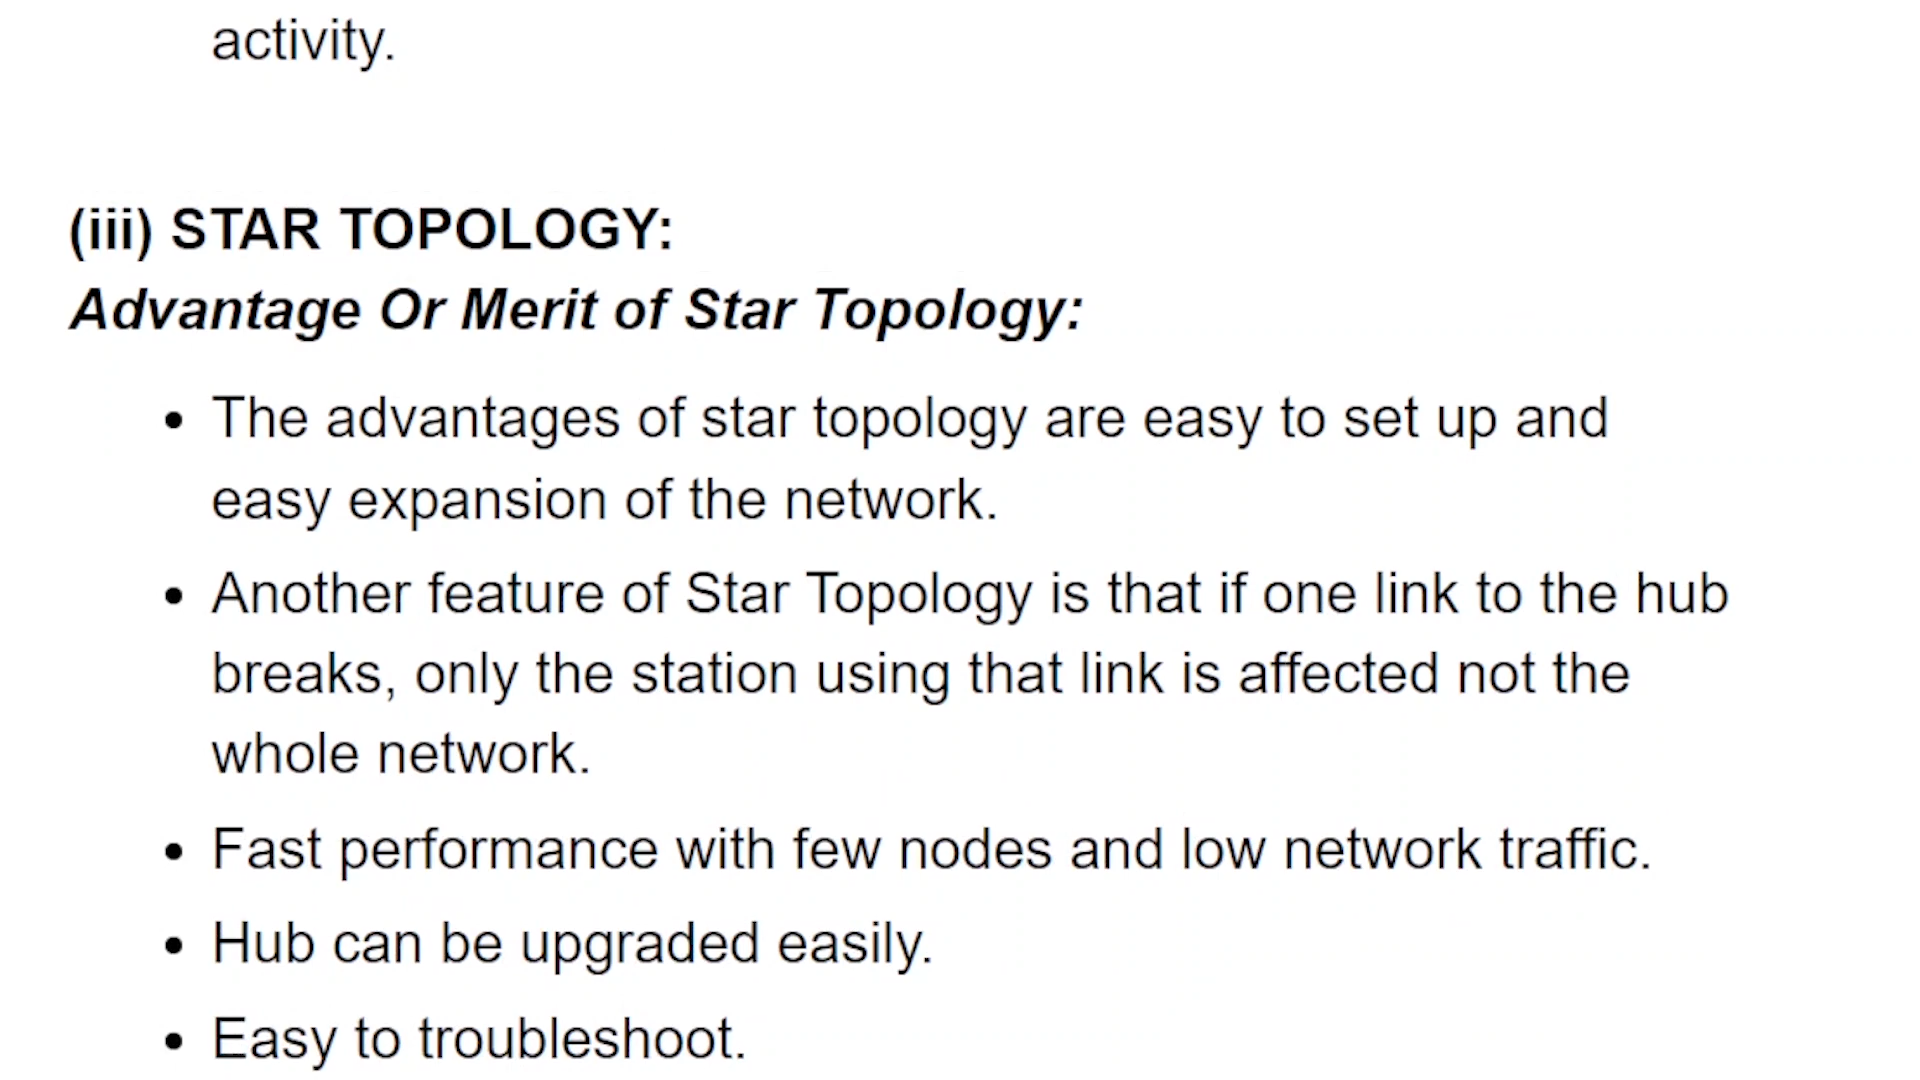 activity.
(iii) STAR TOPOLOGY:
Advantage Or Merit of Star Topology:
• The advantages of star topology are easy to set up and
easy expansion of the network.
• Another feature of Star Topology is that if one link to the hub
breaks, only the station using that link is affected not the
whole network.
• Fast performance with few nodes and low network traffic.
• Hub can be upgraded easily.
• Easy to troubleshoot.